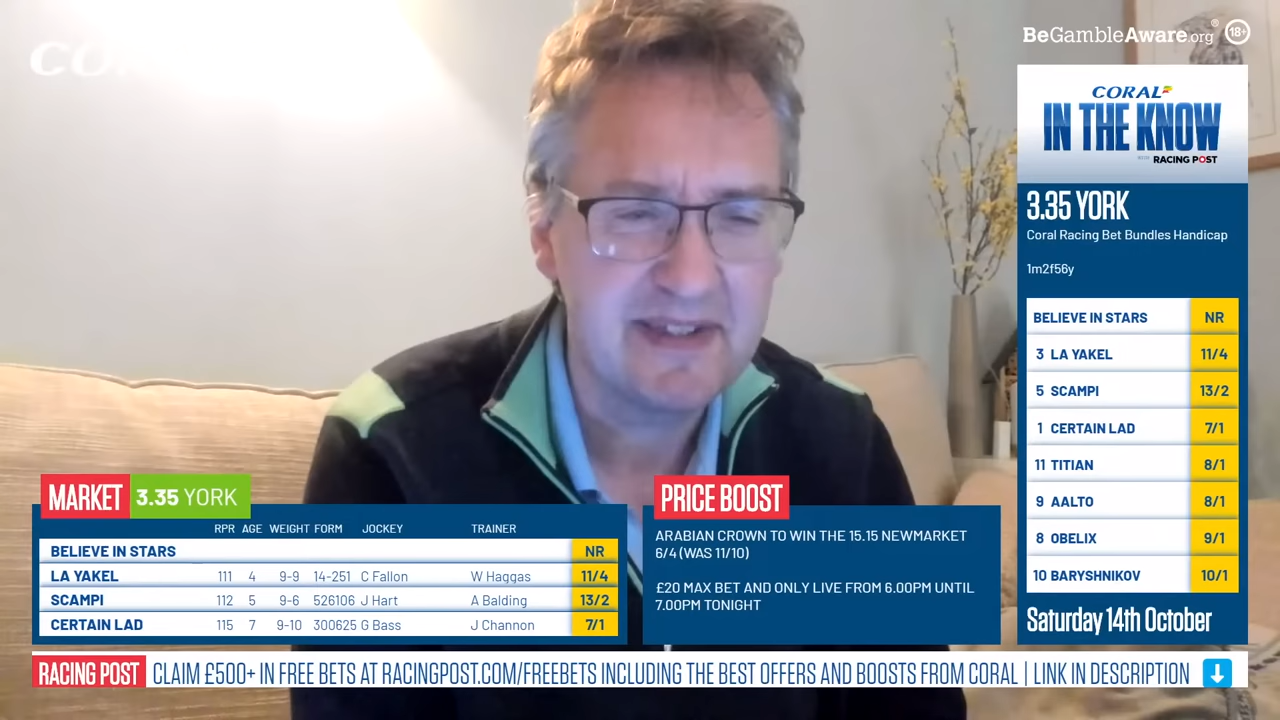 BeGambleAware.org® 18+
CORAL
IN THE KNOW
WITH RACING POST
3.35 YORK
Coral Racing Bet Bundles Handicap
1m2f56y
BELIEVE IN STARS NR
3 LA YAKEL 11/4
5 SCAMPI 13/2
1 CERTAIN LAD 7/1
11 TITIAN 8/1
9 AALTO 8/1
8 OBELIX 9/1
10 BARYSHNIKOV 10/1
Saturday 14th October
MARKET 3.35 YORK
RPR AGE WEIGHT FORM JOCKEY TRAINER
BELIEVE IN STARS NR
LA YAKEL 111 4 9-9 14-251 C Fallon W Haggas 11/4
SCAMPI 112 5 9-6 526106 J Hart A Balding 13/2
CERTAIN LAD 115 7 9-10 300625 G Bass J Channon 7/1
PRICE BOOST
ARABIAN CROWN TO WIN THE 15.15 NEWMARKET
6/4 (WAS 11/10)
£20 MAX BET AND ONLY LIVE FROM 6.00PM UNTIL
7.00PM TONIGHT
RACING POST CLAIM £500+ IN FREE BETS AT RACINGPOST.COM/FREEBETS INCLUDING THE BEST OFFERS AND BOOSTS FROM CORAL | LINK IN DESCRIPTION